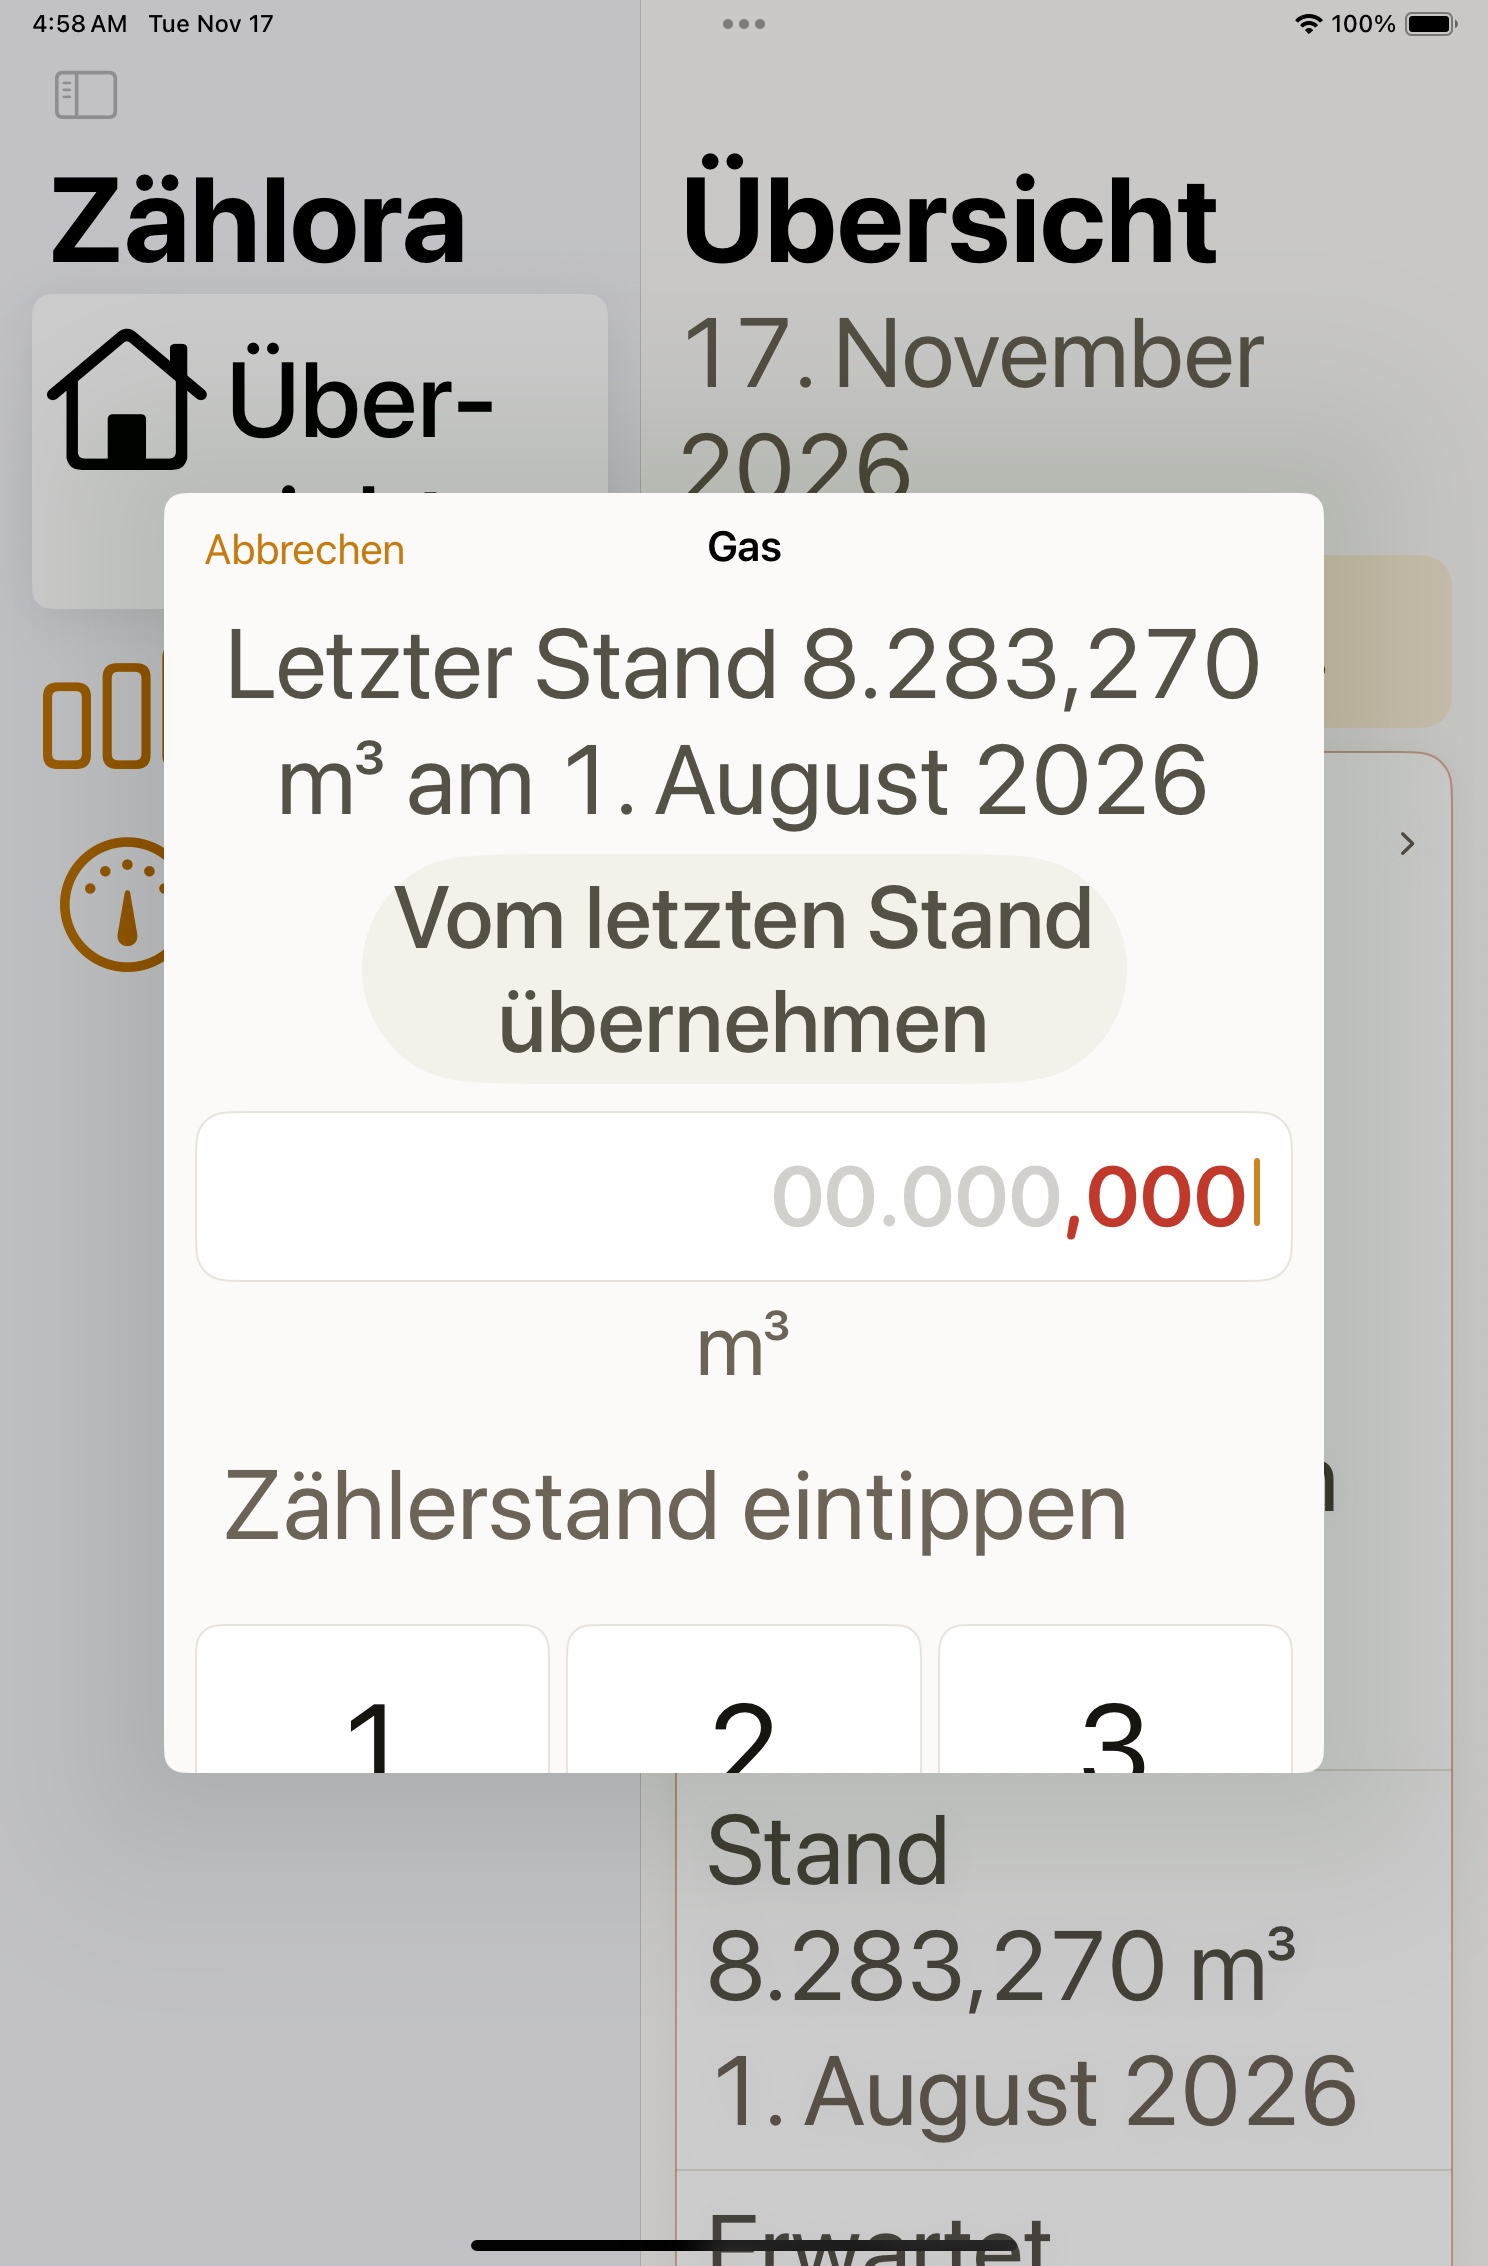 4:58 AM Tue Nov 17
100%
Zählora
Über-
Übersicht
17. November
2026
Abbrechen
Gas
Letzter Stand 8.283,270
m³ am 1. August 2026
Vom letzten Stand
übernehmen
00.000,000
m³
Zählerstand eintippen
1 2 3
Stand
8.283,270 m³
1. August 2026
Erwartet